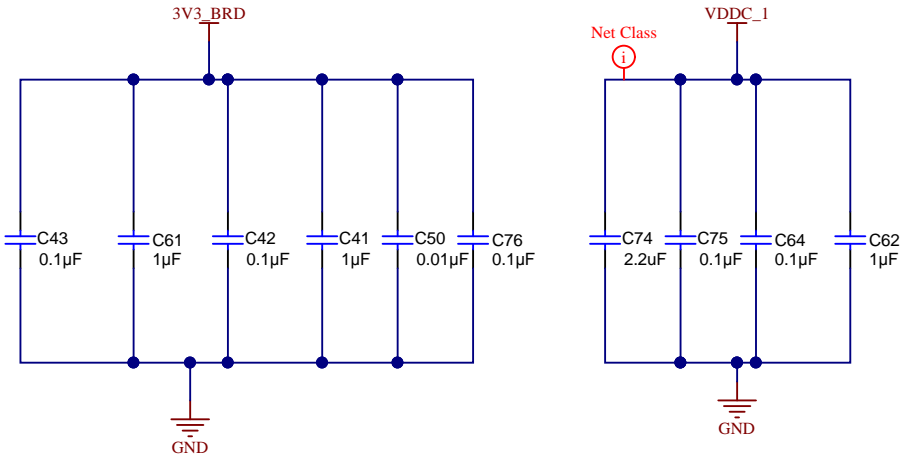 3V3_BRD
VDDC_1
Net Class
i
C43
0.1µF
C61
1µF
C42
0.1µF
C41
1µF
C50
0.01µF
C76
0.1µF
C74
2.2uF
C75
0.1µF
C64
0.1µF
C62
1µF
GND
GND